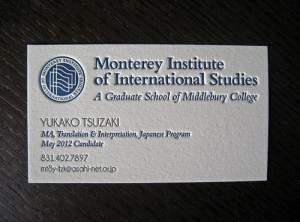 Monterey Institute
of International Studies
A Graduate School of Middlebury College
YUKAKO TSUZAKI
MA, Translation & Interpretation, Japanese Program
May 2012 Candidate
831.402.7897